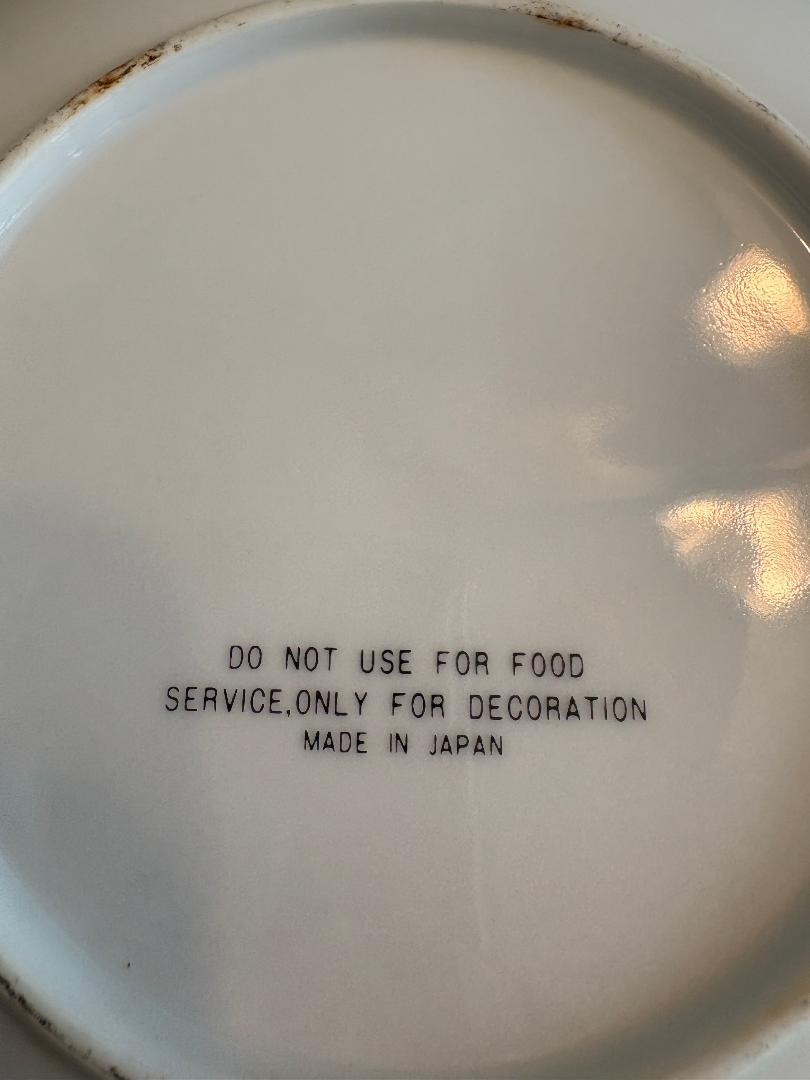 DO NOT USE FOR FOOD
SERVICE,ONLY FOR DECORATION
MADE IN JAPAN